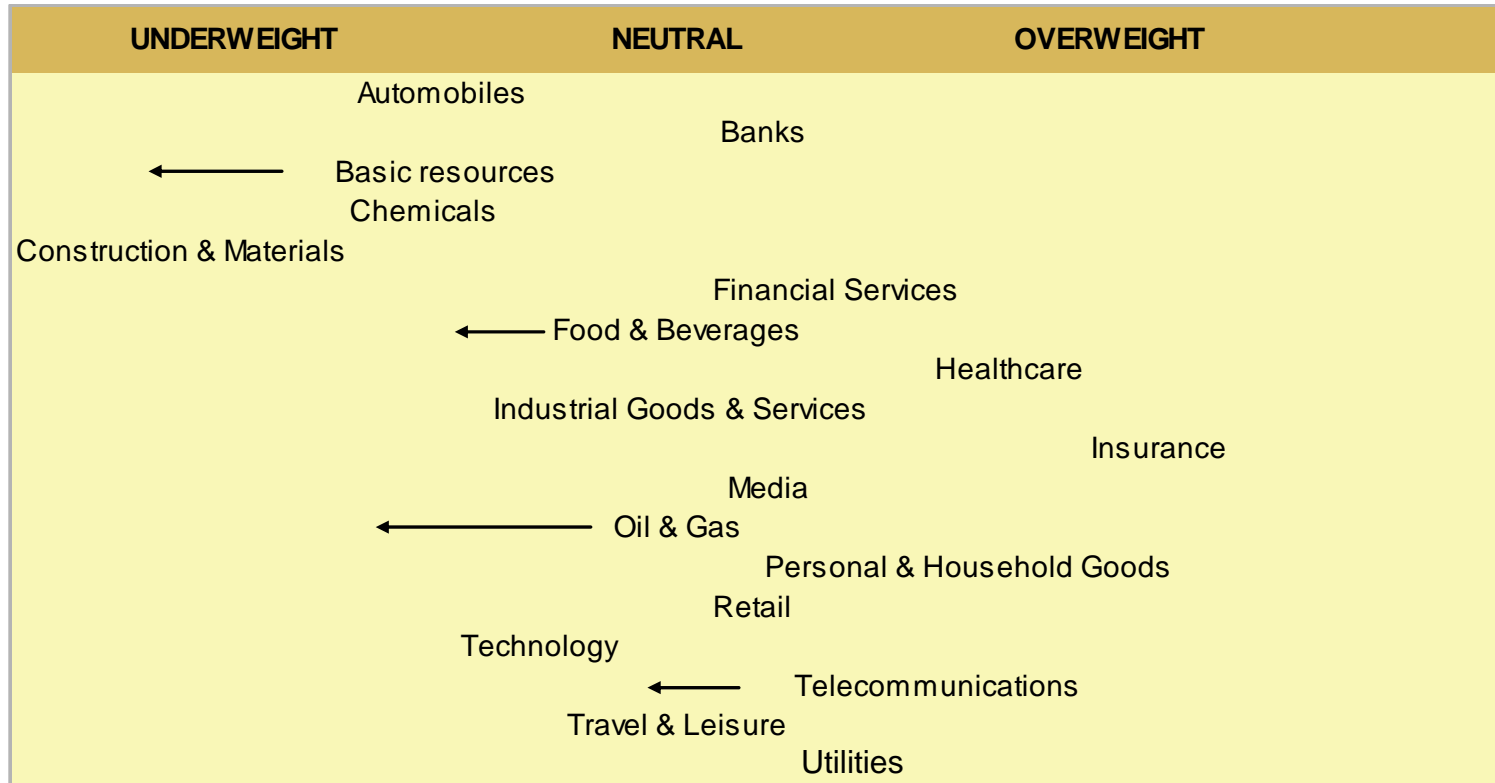 UNDERWEIGHT NEUTRAL OVERWEIGHT
Automobiles
Banks
Basic resources
Chemicals
Construction & Materials
Financial Services
Food & Beverages
Healthcare
Industrial Goods & Services
Insurance
Media
Oil & Gas
Personal & Household Goods
Retail
Technology
Telecommunications
Travel & Leisure
Utilities